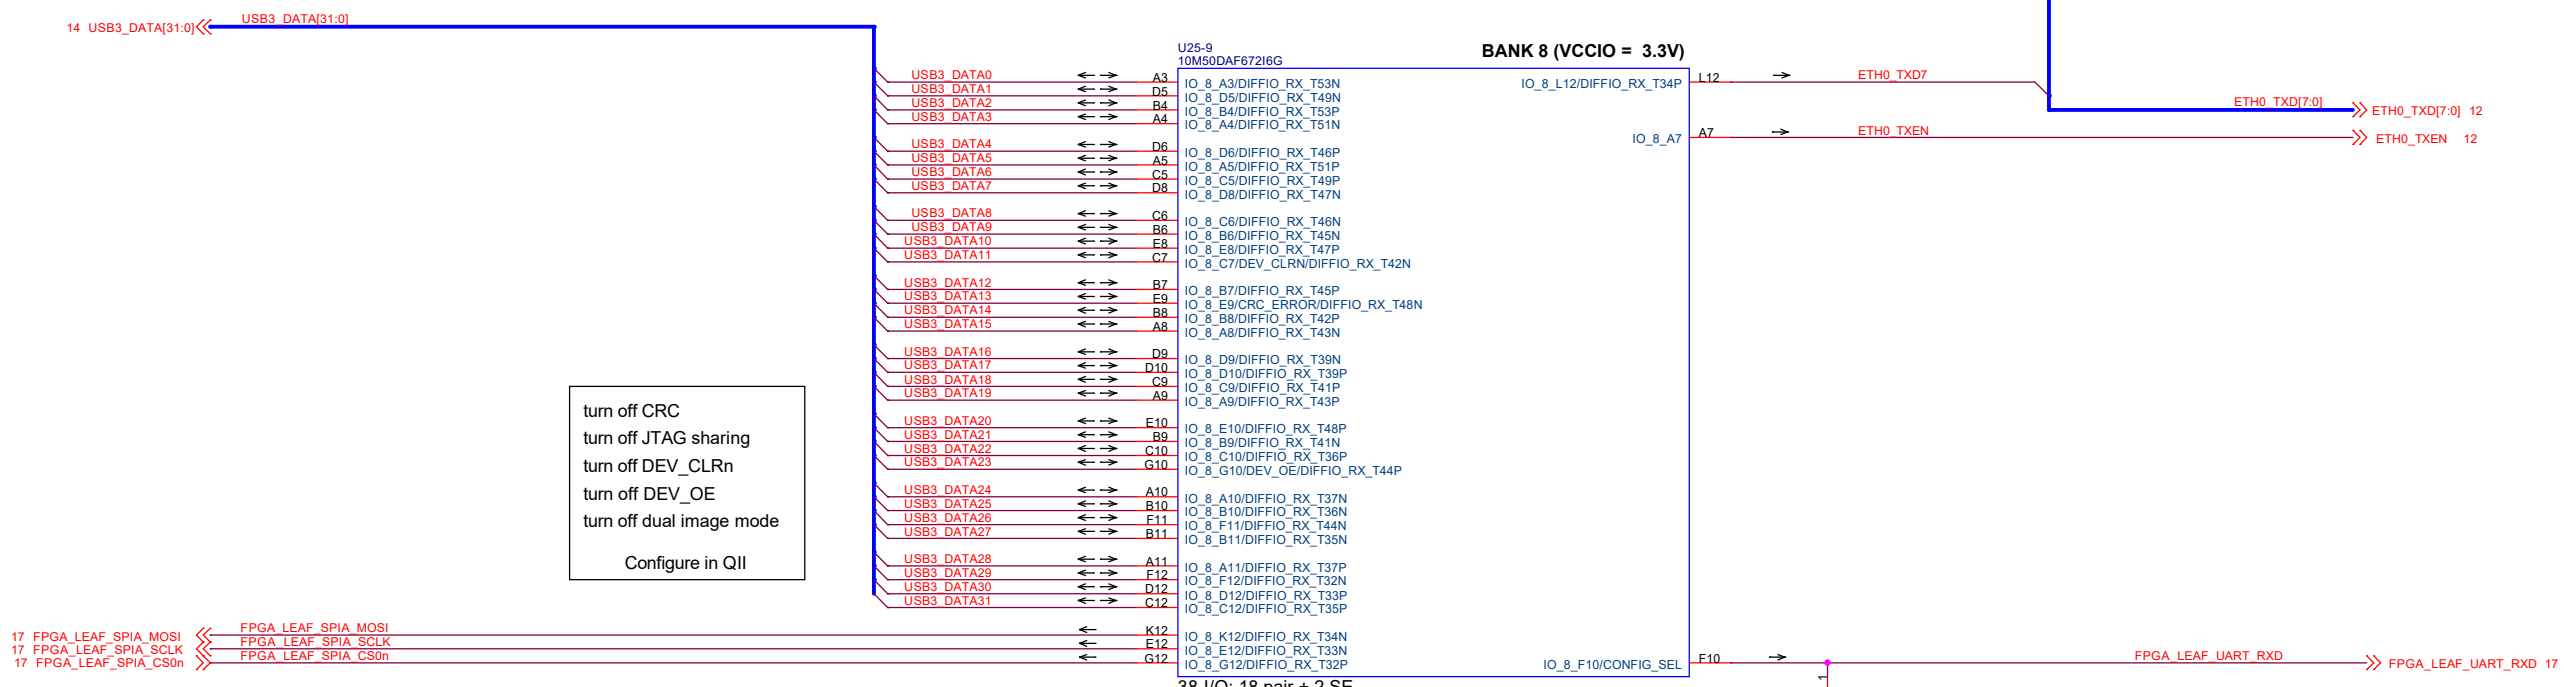 USB3_DATA[31:0]
14 USB3_DATA[31:0]
U25-9
10M50DAF672I6G
BANK 8 (VCCIO = 3.3V)
USB3_DATA0 A3 IO_8_A3/DIFFIO_RX_T53N
USB3_DATA1 D5 IO_8_D5/DIFFIO_RX_T49N
USB3_DATA2 B4 IO_8_B4/DIFFIO_RX_T53P
USB3_DATA3 A4 IO_8_A4/DIFFIO_RX_T51N
USB3_DATA4 D6 IO_8_D6/DIFFIO_RX_T46P
USB3_DATA5 A5 IO_8_A5/DIFFIO_RX_T51P
USB3_DATA6 C5 IO_8_C5/DIFFIO_RX_T49P
USB3_DATA7 D8 IO_8_D8/DIFFIO_RX_T47N
USB3_DATA8 C6 IO_8_C6/DIFFIO_RX_T46N
USB3_DATA9 B6 IO_8_B6/DIFFIO_RX_T45N
USB3_DATA10 E8 IO_8_E8/DIFFIO_RX_T47P
USB3_DATA11 C7 IO_8_C7/DEV_CLRN/DIFFIO_RX_T42N
USB3_DATA12 B7 IO_8_B7/DIFFIO_RX_T45P
USB3_DATA13 E9 IO_8_E9/CRC_ERROR/DIFFIO_RX_T48N
USB3_DATA14 B8 IO_8_B8/DIFFIO_RX_T42P
USB3_DATA15 A8 IO_8_A8/DIFFIO_RX_T43N
USB3_DATA16 D9 IO_8_D9/DIFFIO_RX_T39N
USB3_DATA17 D10 IO_8_D10/DIFFIO_RX_T39P
USB3_DATA18 C9 IO_8_C9/DIFFIO_RX_T41P
USB3_DATA19 A9 IO_8_A9/DIFFIO_RX_T43P
USB3_DATA20 E10 IO_8_E10/DIFFIO_RX_T48P
USB3_DATA21 B9 IO_8_B9/DIFFIO_RX_T41N
USB3_DATA22 C10 IO_8_C10/DIFFIO_RX_T36P
USB3_DATA23 G10 IO_8_G10/DEV_OE/DIFFIO_RX_T44P
USB3_DATA24 A10 IO_8_A10/DIFFIO_RX_T37N
USB3_DATA25 B10 IO_8_B10/DIFFIO_RX_T36N
USB3_DATA26 F11 IO_8_F11/DIFFIO_RX_T44N
USB3_DATA27 B11 IO_8_B11/DIFFIO_RX_T35N
USB3_DATA28 A11 IO_8_A11/DIFFIO_RX_T37P
USB3_DATA29 F12 IO_8_F12/DIFFIO_RX_T32N
USB3_DATA30 D12 IO_8_D12/DIFFIO_RX_T33P
USB3_DATA31 C12 IO_8_C12/DIFFIO_RX_T35P
17 FPGA_LEAF_SPIA_MOSI FPGA_LEAF_SPIA_MOSI K12 IO_8_K12/DIFFIO_RX_T34N
17 FPGA_LEAF_SPIA_SCLK FPGA_LEAF_SPIA_SCLK E12 IO_8_E12/DIFFIO_RX_T33N
17 FPGA_LEAF_SPIA_CS0n FPGA_LEAF_SPIA_CS0n G12 IO_8_G12/DIFFIO_RX_T32P
turn off CRC
turn off JTAG sharing
turn off DEV_CLRn
turn off DEV_OE
turn off dual image mode
Configure in QII
IO_8_L12/DIFFIO_RX_T34P L12 ETH0_TXD7
ETH0_TXD[7:0] ETH0_TXD[7:0] 12
IO_8_A7 A7 ETH0_TXEN ETH0_TXEN 12
IO_8_F10/CONFIG_SEL F10 FPGA_LEAF_UART_RXD FPGA_LEAF_UART_RXD 17
1
38 I/O: 18 pair + 2 SE